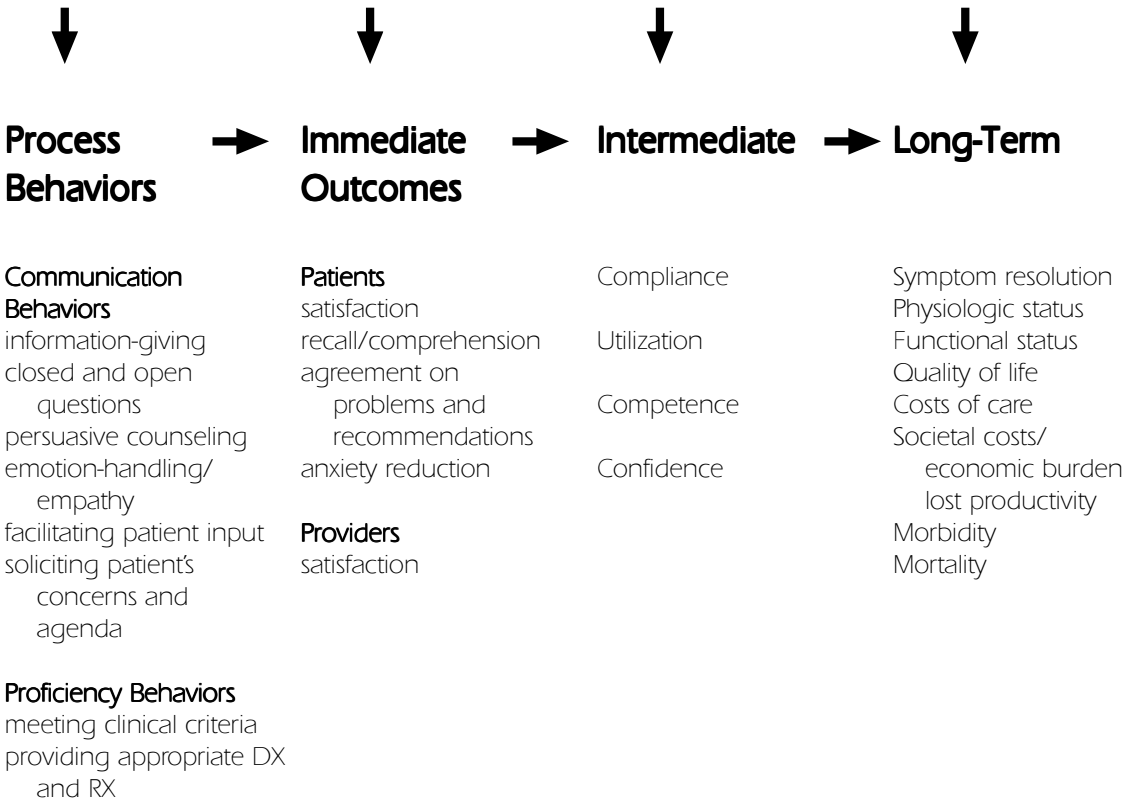 Process
Behaviors
Immediate
Outcomes
Intermediate
Long-Term
Communication
Behaviors
information-giving
closed and open
questions
persuasive counseling
emotion-handling/
empathy
facilitating patient input
soliciting patient's
concerns and
agenda
Proficiency Behaviors
meeting clinical criteria
providing appropriate DX
and RX
Patients
satisfaction
recall/comprehension
agreement on
problems and
recommendations
anxiety reduction
Providers
satisfaction
Compliance
Utilization
Competence
Confidence
Symptom resolution
Physiologic status
Functional status
Quality of life
Costs of care
Societal costs/
economic burden
lost productivity
Morbidity
Mortality